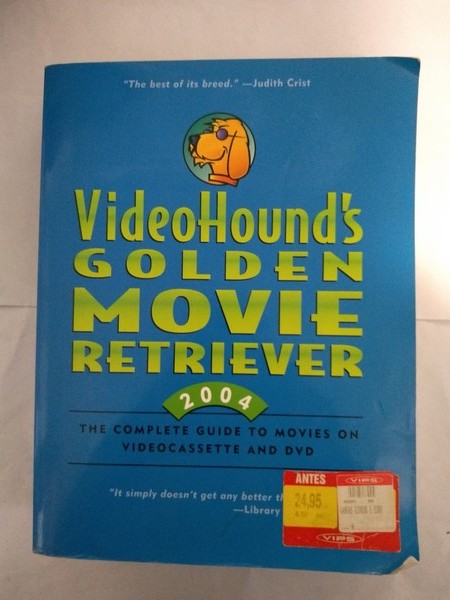 "The best of its breed." —Judith Crist
VideoHound's
GOLDEN
MOVIE
RETRIEVER
2004
THE COMPLETE GUIDE TO MOVIES ON
VIDEOCASSETTE AND DVD
"It simply doesn't get any better
—Library
ANTES
VIPS
24,95
VIPS